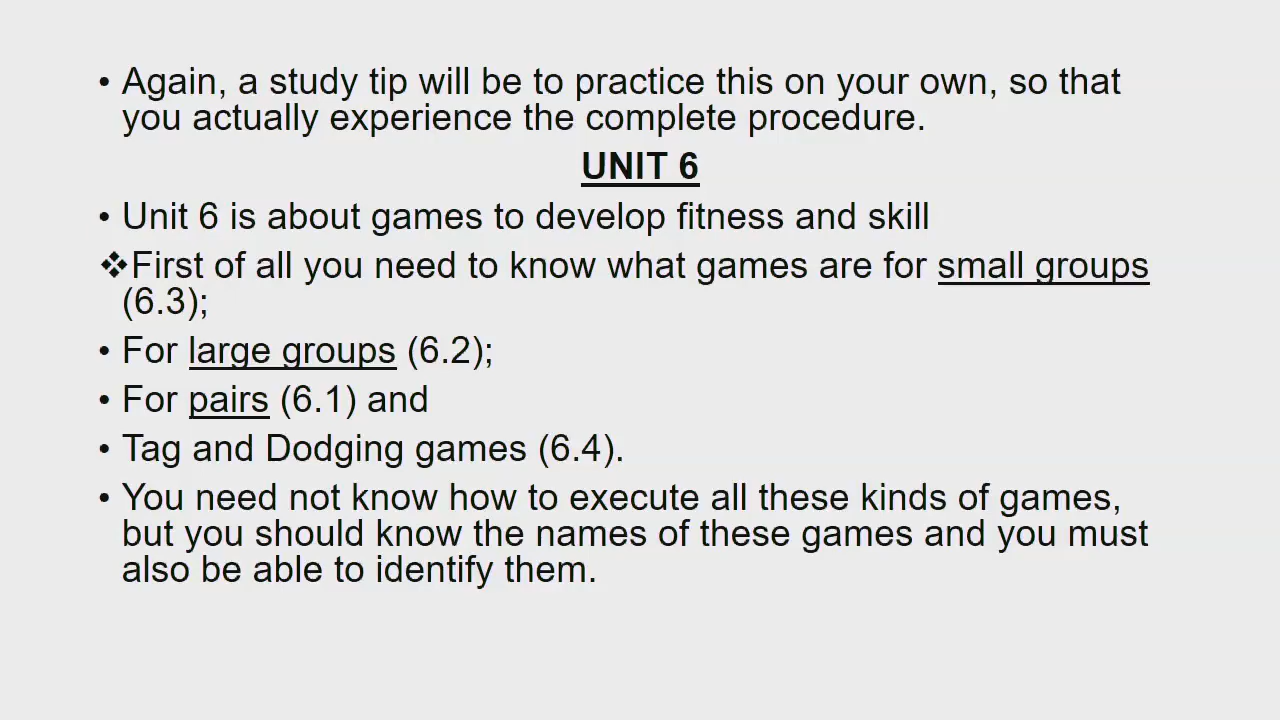 • Again, a study tip will be to practice this on your own, so that
you actually experience the complete procedure.
UNIT 6
• Unit 6 is about games to develop fitness and skill
❖First of all you need to know what games are for small groups
(6.3);
• For large groups (6.2);
• For pairs (6.1) and
• Tag and Dodging games (6.4).
• You need not know how to execute all these kinds of games,
but you should know the names of these games and you must
also be able to identify them.